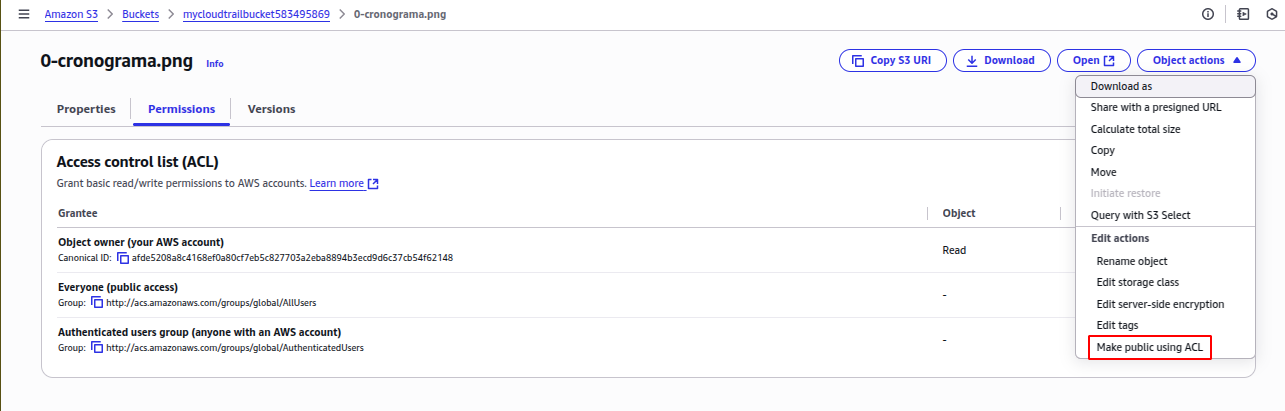 Amazon S3 > Buckets > mycloudtrailbucket583495869 > 0-cronograma.png
0-cronograma.png Info
Copy S3 URI Download Open Object actions
Download as
Share with a presigned URL
Calculate total size
Copy
Move
Initiate restore
Query with S3 Select
Edit actions
Rename object
Edit storage class
Edit server-side encryption
Edit tags
Make public using ACL
Properties Permissions Versions
Access control list (ACL)
Grant basic read/write permissions to AWS accounts. Learn more
Grantee Object
Object owner (your AWS account) Read
Canonical ID: afde5208a8c4168ef0a80cf7eb5c827703a2eba8894b3ecd9d6c37cb54f62148
Everyone (public access) -
Group: http://acs.amazonaws.com/groups/global/AllUsers
Authenticated users group (anyone with an AWS account) -
Group: http://acs.amazonaws.com/groups/global/AuthenticatedUsers